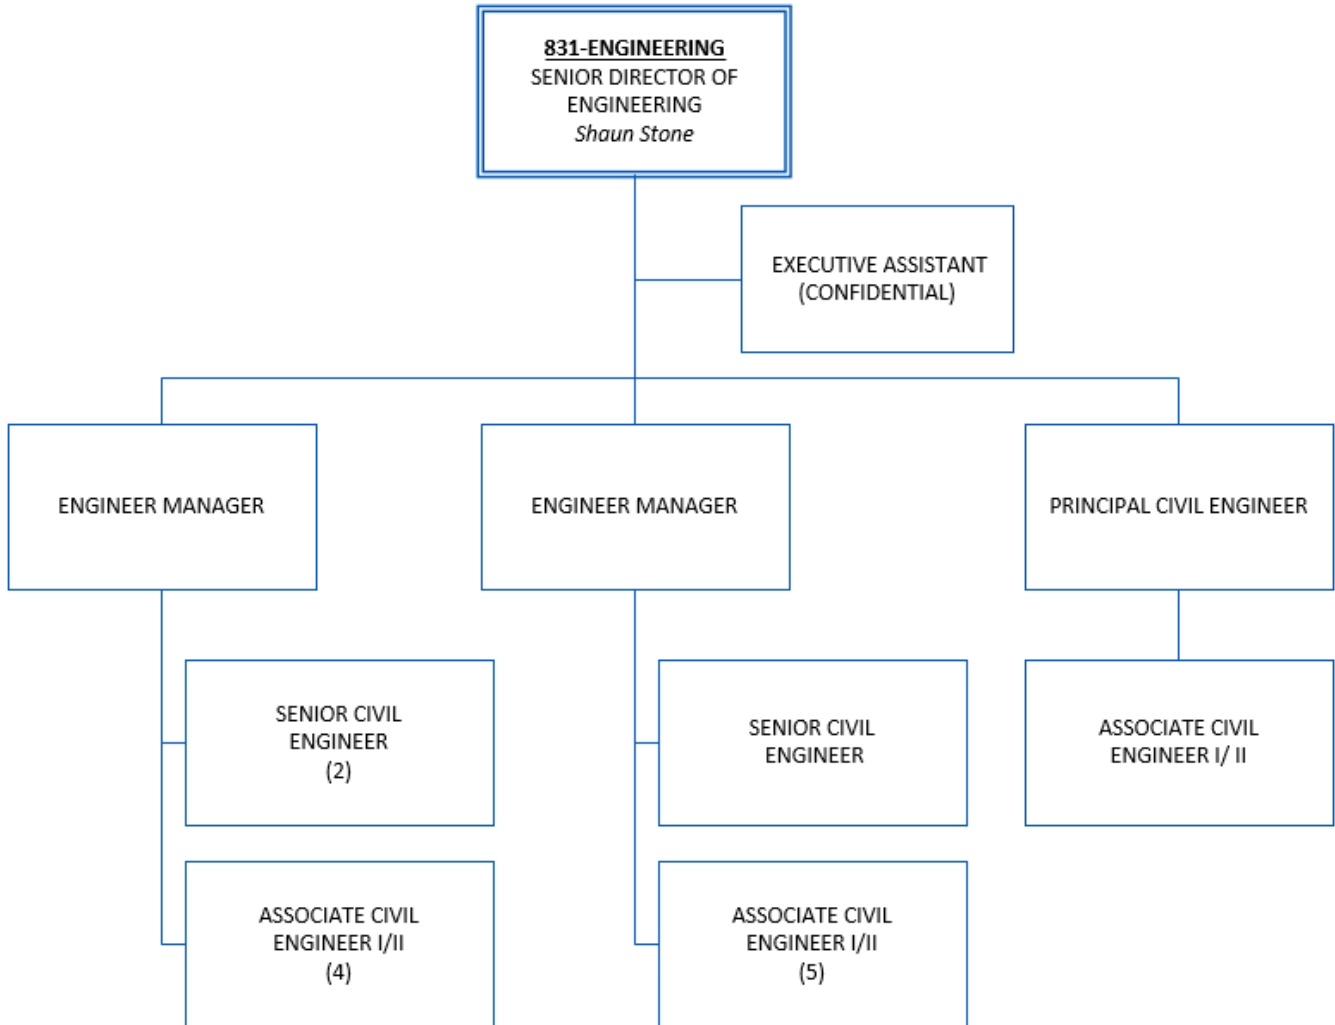 831-ENGINEERING
SENIOR DIRECTOR OF
ENGINEERING
Shaun Stone
EXECUTIVE ASSISTANT
(CONFIDENTIAL)
ENGINEER MANAGER
ENGINEER MANAGER
PRINCIPAL CIVIL ENGINEER
SENIOR CIVIL
ENGINEER
(2)
SENIOR CIVIL
ENGINEER
ASSOCIATE CIVIL
ENGINEER I/ II
ASSOCIATE CIVIL
ENGINEER I/II
(4)
ASSOCIATE CIVIL
ENGINEER I/II
(5)